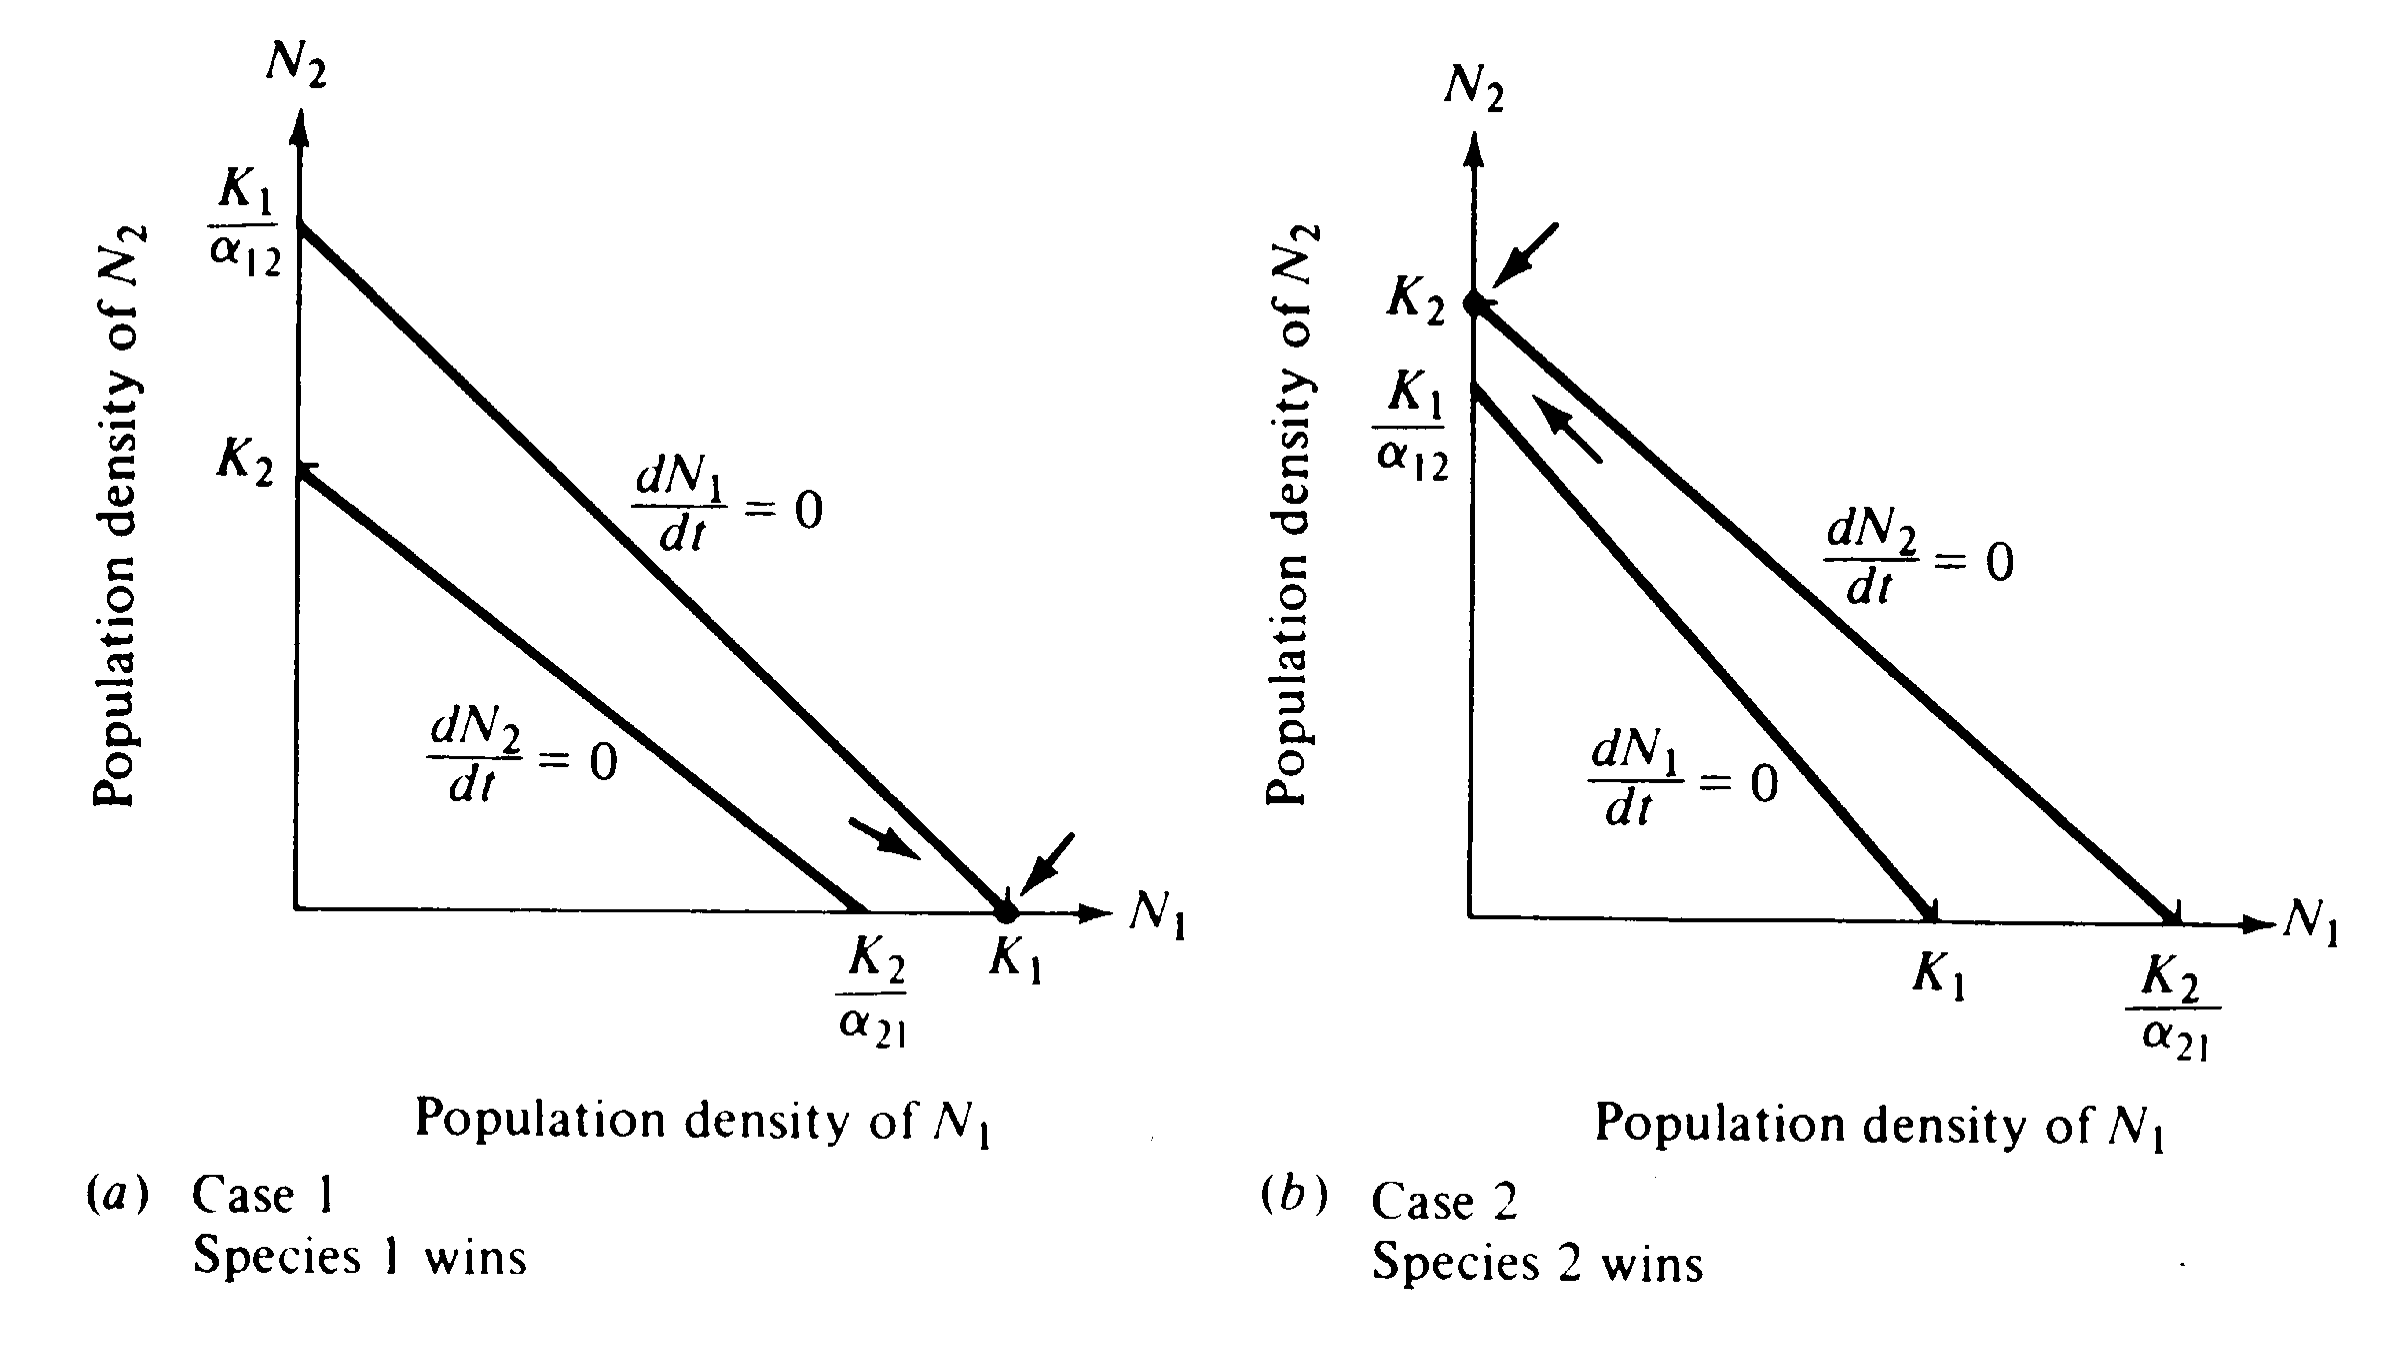 N₂
K₁/α₁₂
K₂
Population density of N₂
dN₁/dt = 0
dN₂/dt = 0
N₁
K₂/α₂₁
K₁
Population density of N₁
(a) Case 1
Species 1 wins
N₂
K₂
K₁/α₁₂
Population density of N₂
dN₂/dt = 0
dN₁/dt = 0
N₁
K₁
K₂/α₂₁
Population density of N₁
(b) Case 2
Species 2 wins